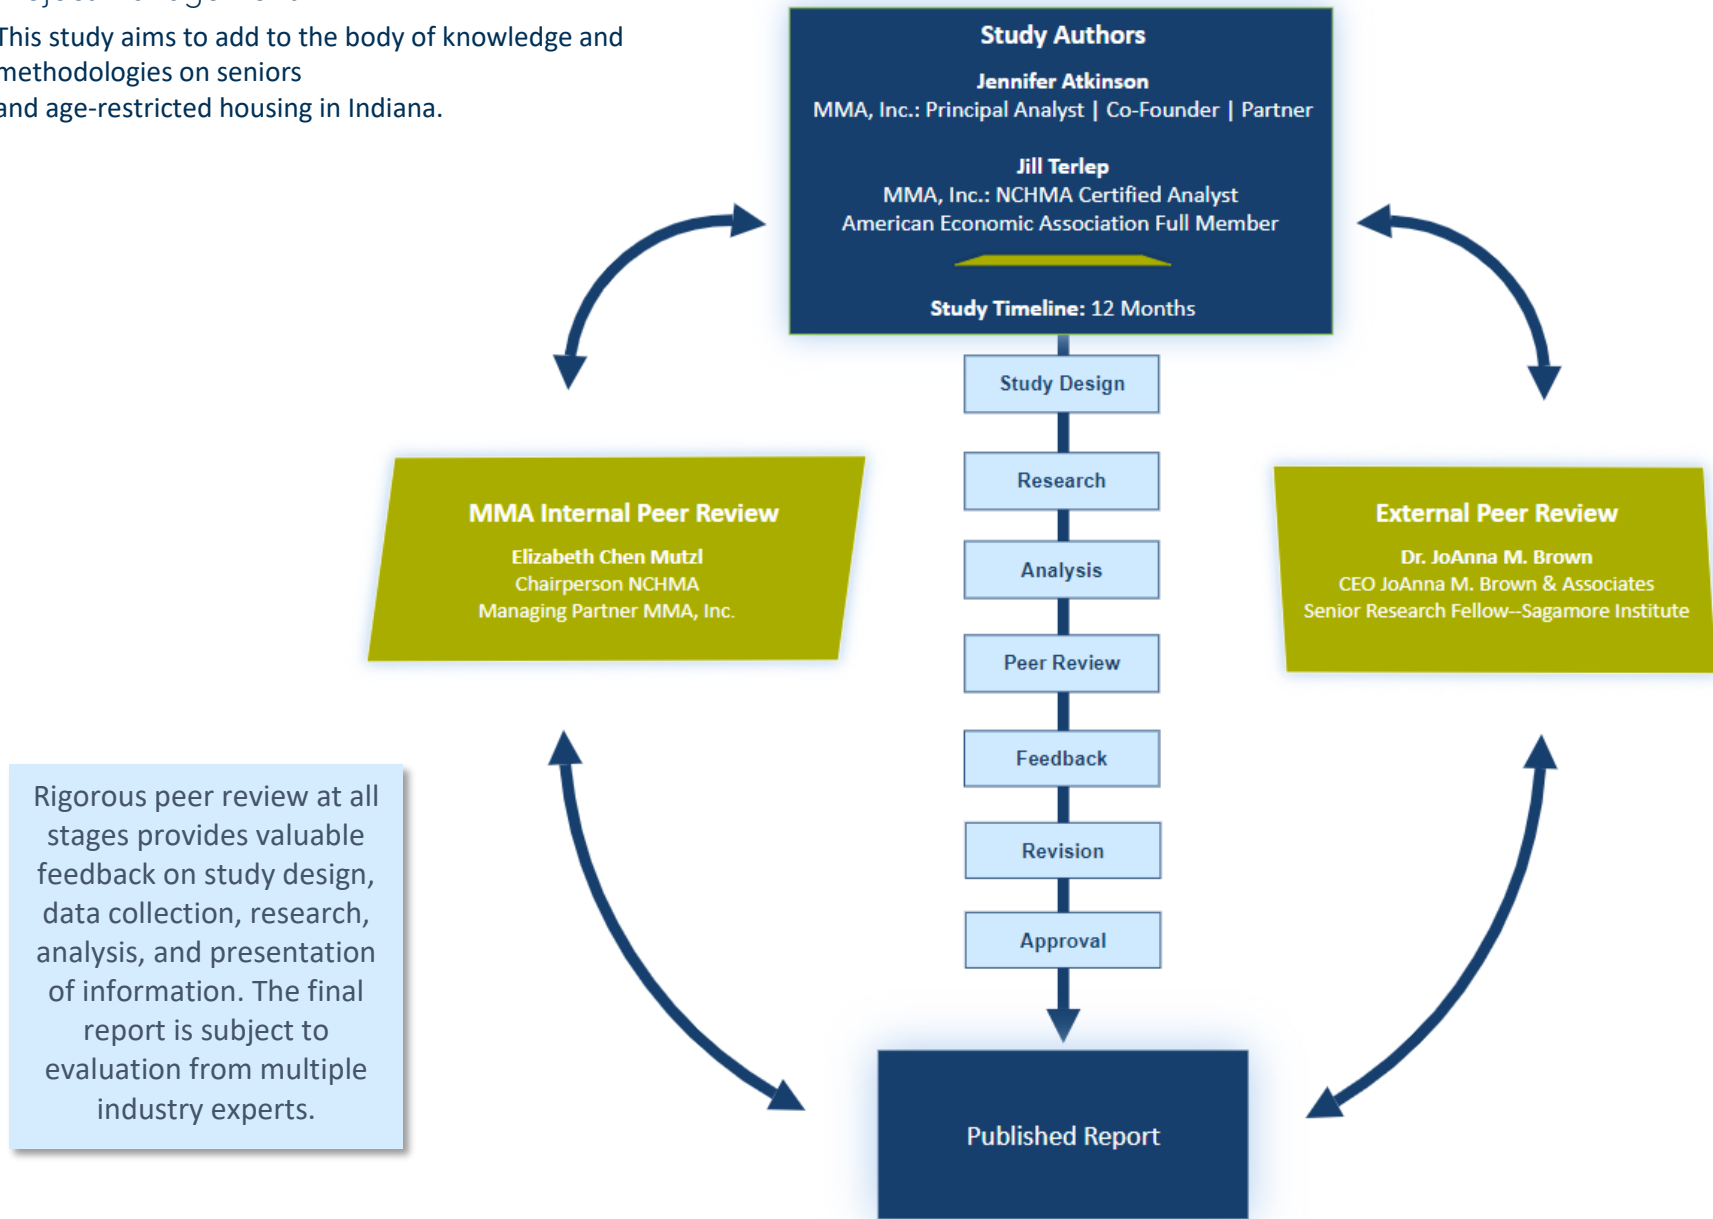 This study aims to add to the body of knowledge and
methodologies on seniors
and age-restricted housing in Indiana.
Study Authors
Jennifer Atkinson
MMA, Inc.: Principal Analyst | Co-Founder | Partner
Jill Terlep
MMA, Inc.: NCHMA Certified Analyst
American Economic Association Full Member
Study Timeline: 12 Months
Study Design
Research
Analysis
Peer Review
Feedback
Revision
Approval
Published Report
MMA Internal Peer Review
Elizabeth Chen Mutzl
Chairperson NCHMA
Managing Partner MMA, Inc.
External Peer Review
Dr. JoAnna M. Brown
CEO JoAnna M. Brown & Associates
Senior Research Fellow--Sagamore Institute
Rigorous peer review at all
stages provides valuable
feedback on study design,
data collection, research,
analysis, and presentation
of information. The final
report is subject to
evaluation from multiple
industry experts.